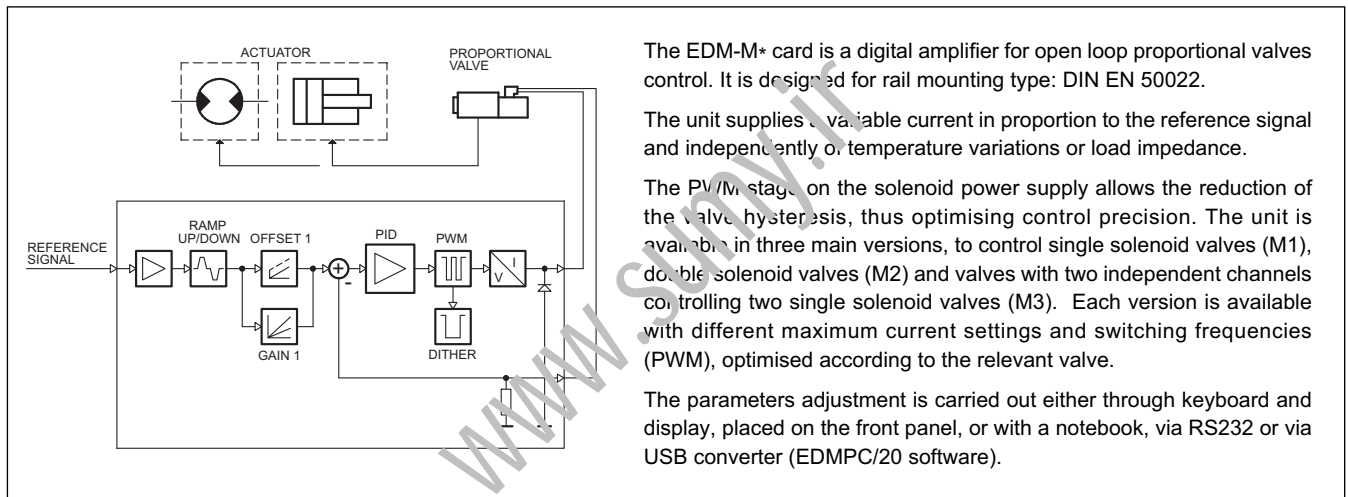 ACTUATOR
PROPORTIONAL
VALVE
REFERENCE
SIGNAL
RAMP
UP/DOWN
OFFSET 1
PID
PWM
I
V
GAIN 1
DITHER
+
-
The EDM-M* card is a digital amplifier for open loop proportional valves
control. It is designed for rail mounting type: DIN EN 50022.
The unit supplies a variable current in proportion to the reference signal
and independently of temperature variations or load impedance.
The PWM stage on the solenoid power supply allows the reduction of
the valve hysteresis, thus optimising control precision. The unit is
available in three main versions, to control single solenoid valves (M1),
double solenoid valves (M2) and valves with two independent channels
controlling two single solenoid valves (M3). Each version is available
with different maximum current settings and switching frequencies
(PWM), optimised according to the relevant valve.
The parameters adjustment is carried out either through keyboard and
display, placed on the front panel, or with a notebook, via RS232 or via
USB converter (EDMPC/20 software).
www.sumy.ir